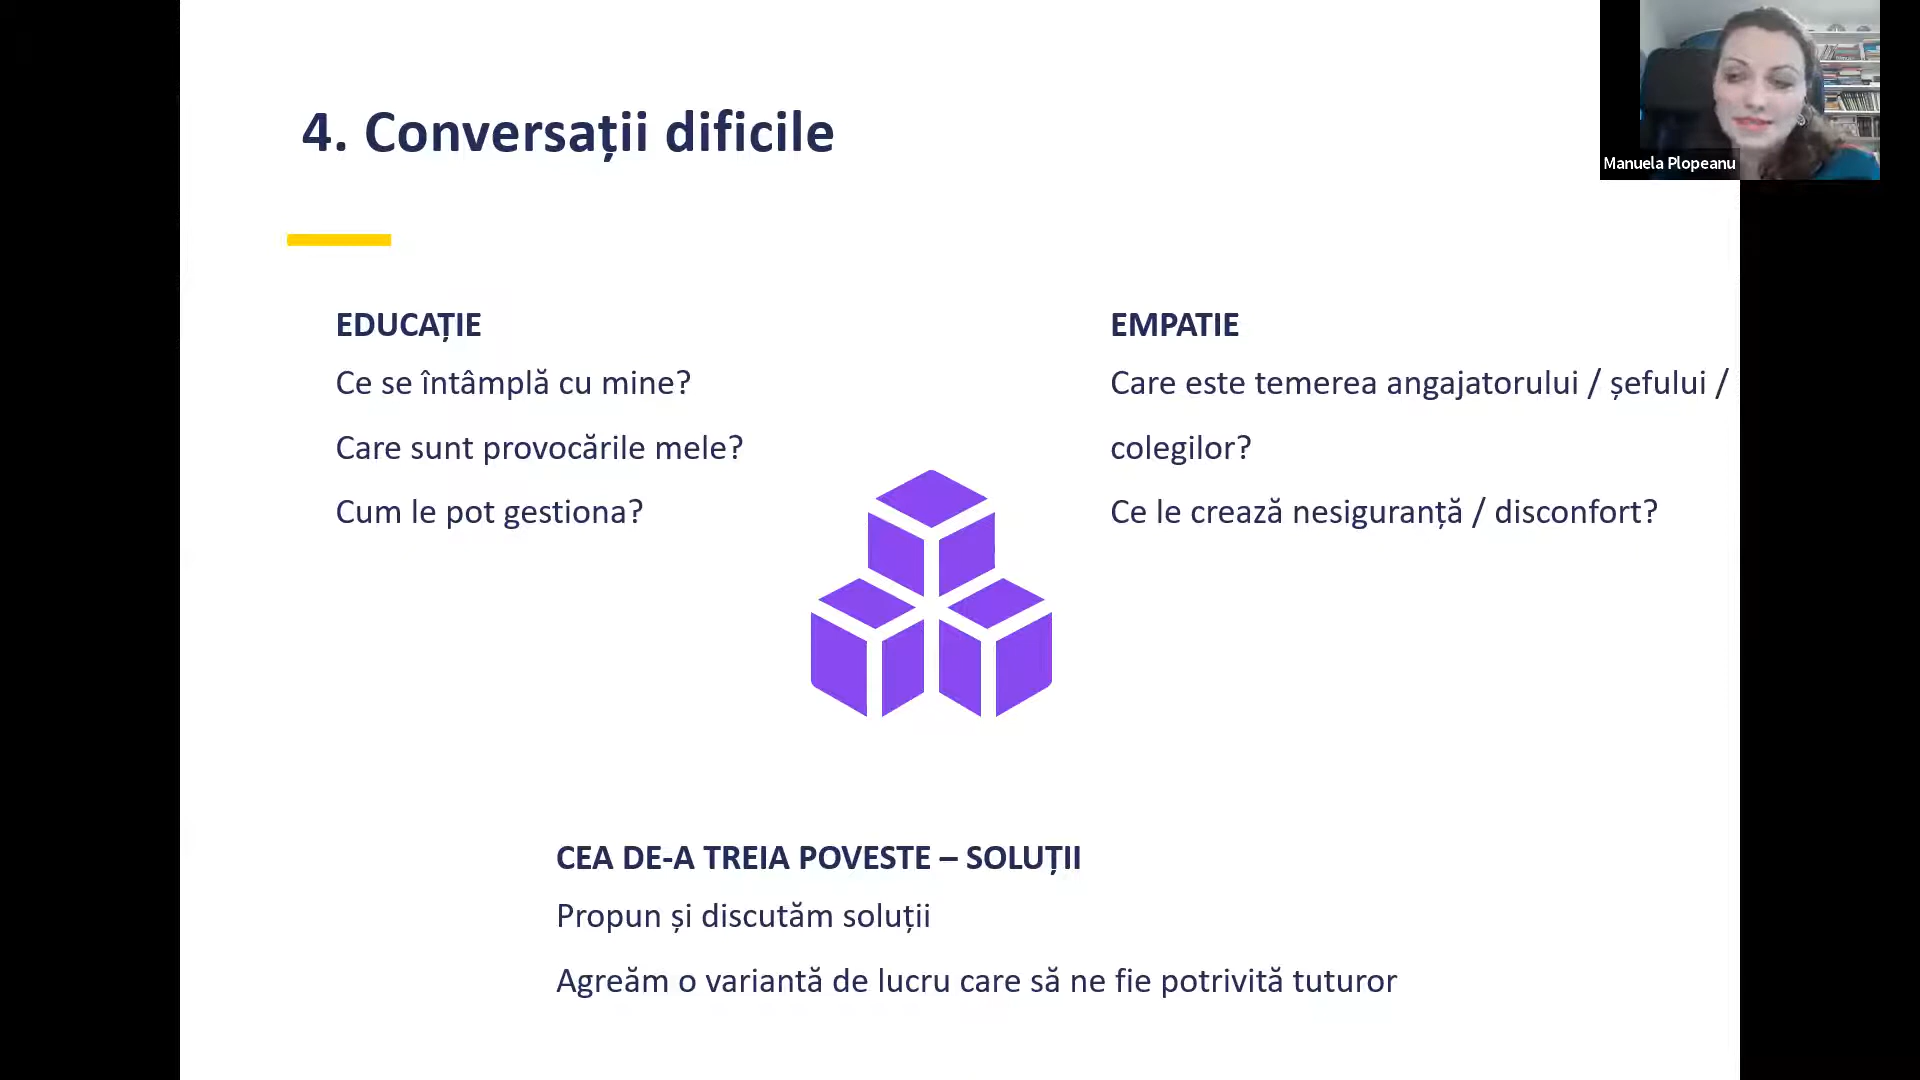 4. Conversații dificile
Manuela Plopeanu
EDUCAȚIE
Ce se întâmplă cu mine?
Care sunt provocările mele?
Cum le pot gestiona?
EMPATIE
Care este temerea angajatorului / șefului /
colegilor?
Ce le crează nesiguranță / disconfort?
CEA DE-A TREIA POVESTE – SOLUȚII
Propun și discutăm soluții
Agreăm o variantă de lucru care să ne fie potrivită tuturor